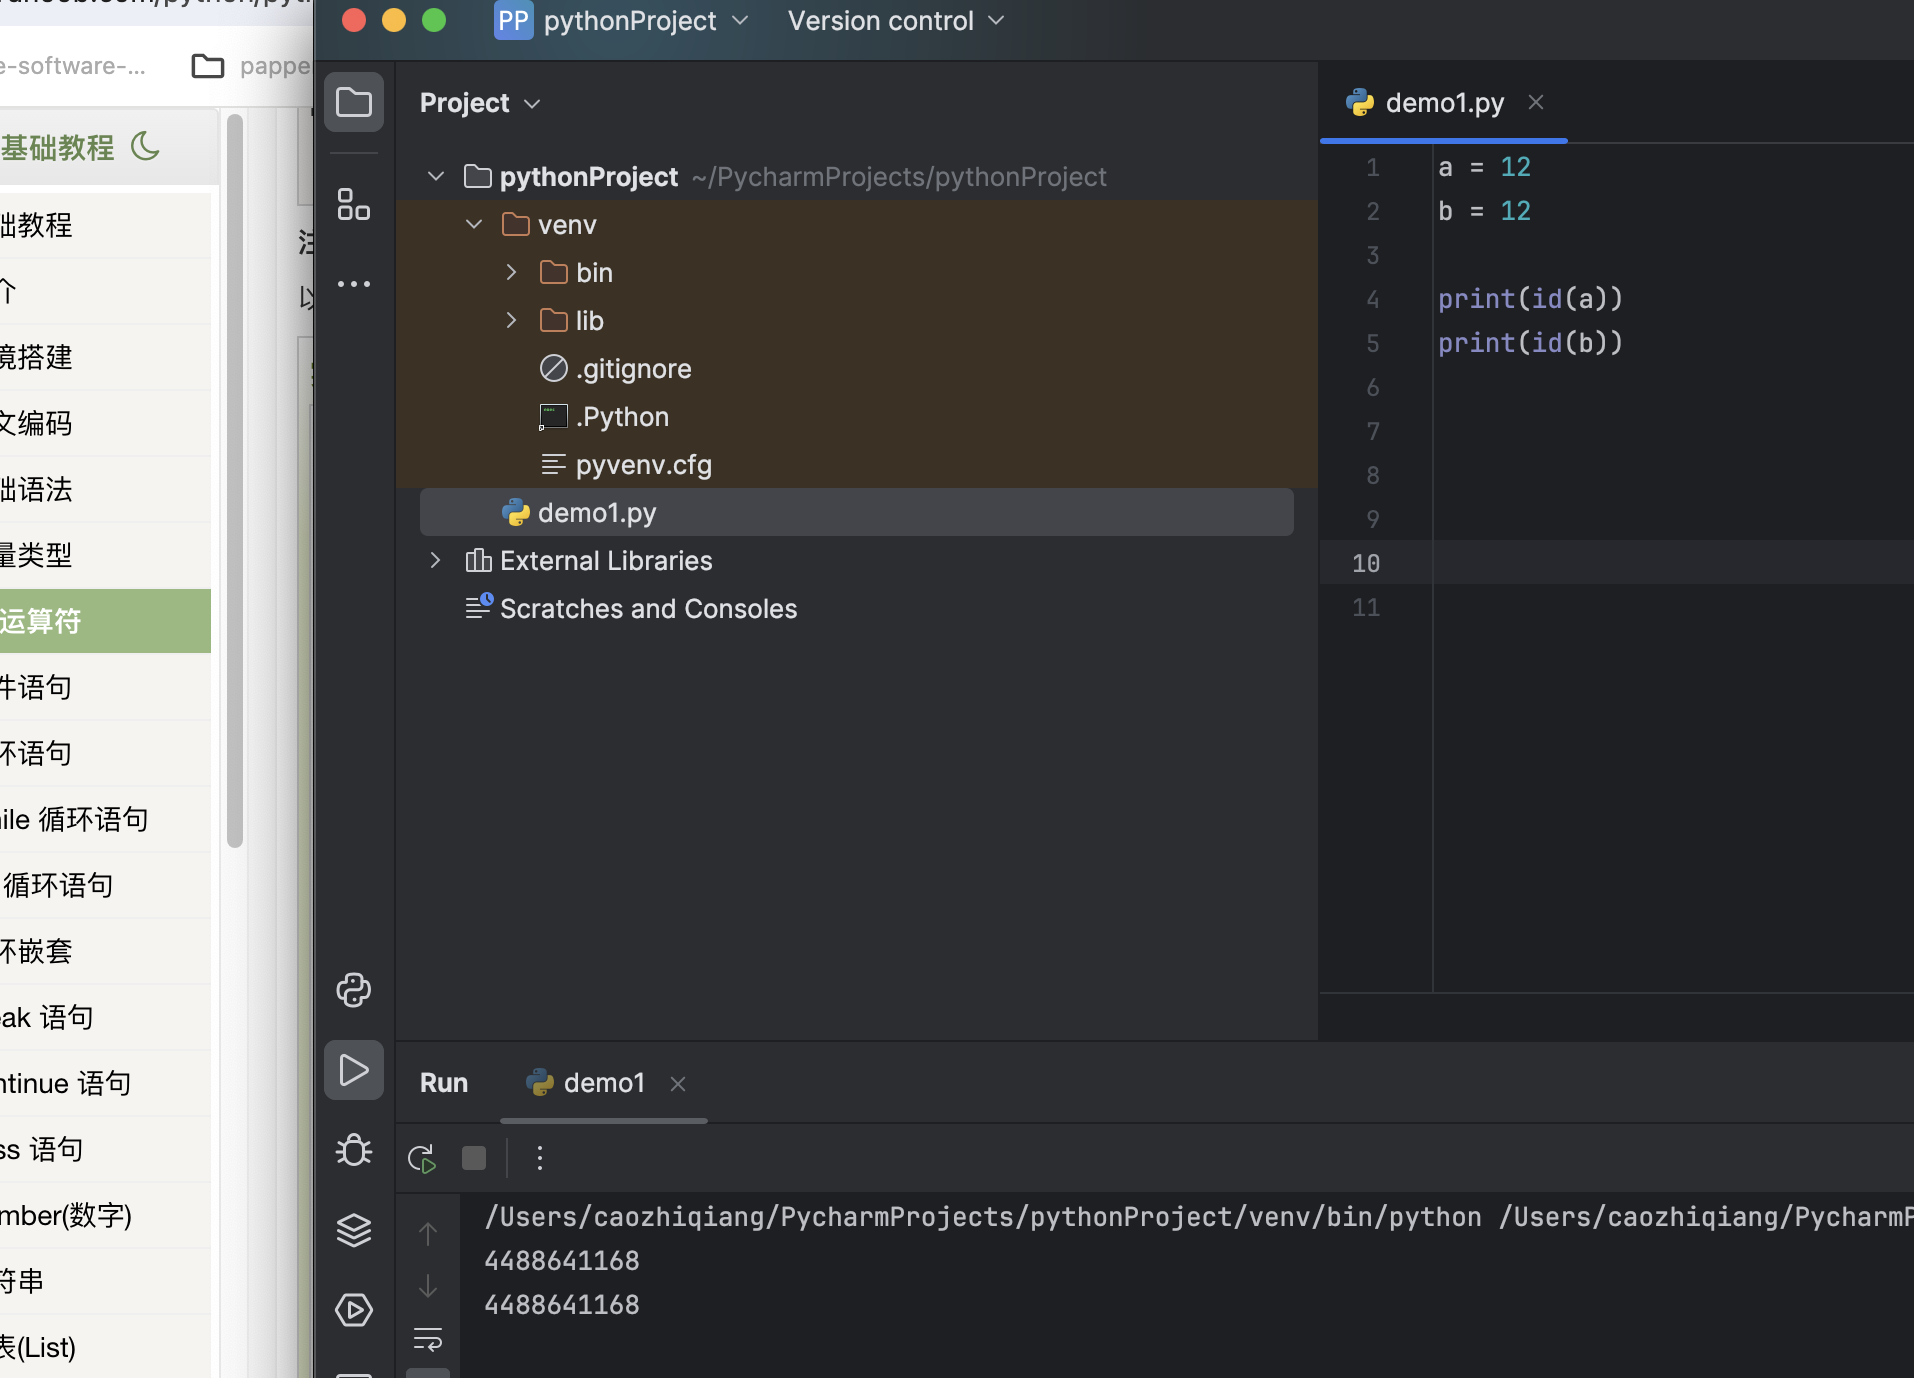 e-software-...
pappe
基础教程
础教程
介
境搭建
文编码
础语法
量类型
运算符
件语句
环语句
ile 循环语句
循环语句
环嵌套
eak 语句
ntinue 语句
ss 语句
mber(数字)
符串
表(List)
PP pythonProject
Version control
Project
pythonProject ~/PycharmProjects/pythonProject
venv
bin
lib
.gitignore
.Python
pyvenv.cfg
demo1.py
External Libraries
Scratches and Consoles
demo1.py
1 a = 12
2 b = 12
3
4 print(id(a))
5 print(id(b))
6
7
8
9
10
11
Run demo1
/Users/caozhiqiang/PycharmProjects/pythonProject/venv/bin/python /Users/caozhiqiang/PycharmP
4488641168
4488641168